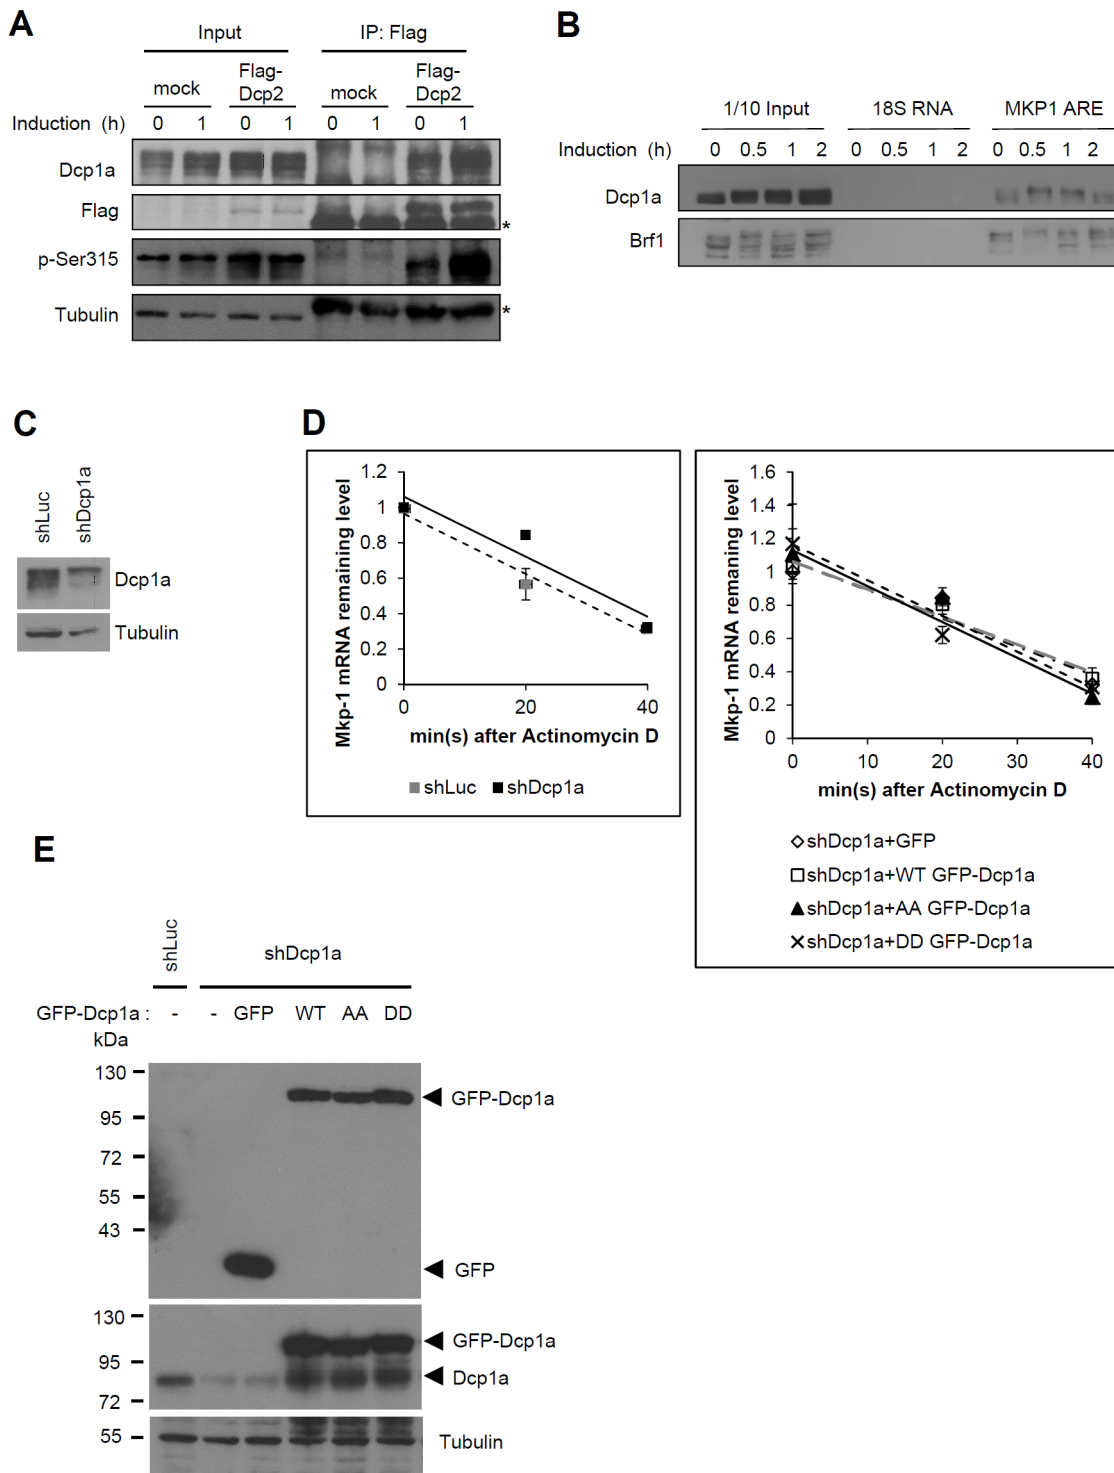 A
Input
IP: Flag
mock
Flag-
Dcp2
mock
Flag-
Dcp2
Induction (h)
0 1 0 1 0 1 0 1
Dcp1a
Flag
*
p-Ser315
Tubulin
*
B
1/10 Input
18S RNA
MKP1 ARE
Induction (h)
0 0.5 1 2 0 0.5 1 2 0 0.5 1 2
Dcp1a
Brf1
C
shLuc
shDcp1a
Dcp1a
Tubulin
D
Mkp-1 mRNA remaining level
1.2
1
0.8
0.6
0.4
0.2
0
0 20 40
min(s) after Actinomycin D
shLuc shDcp1a
Mkp-1 mRNA remaining level
1.6
1.4
1.2
1
0.8
0.6
0.4
0.2
0
0 10 20 30 40
min(s) after Actinomycin D
shDcp1a+GFP
shDcp1a+WT GFP-Dcp1a
shDcp1a+AA GFP-Dcp1a
shDcp1a+DD GFP-Dcp1a
E
shLuc
shDcp1a
GFP-Dcp1a : - - GFP WT AA DD
kDa
130
95
72
55
43
GFP-Dcp1a
GFP
130
95
72
GFP-Dcp1a
Dcp1a
55
Tubulin